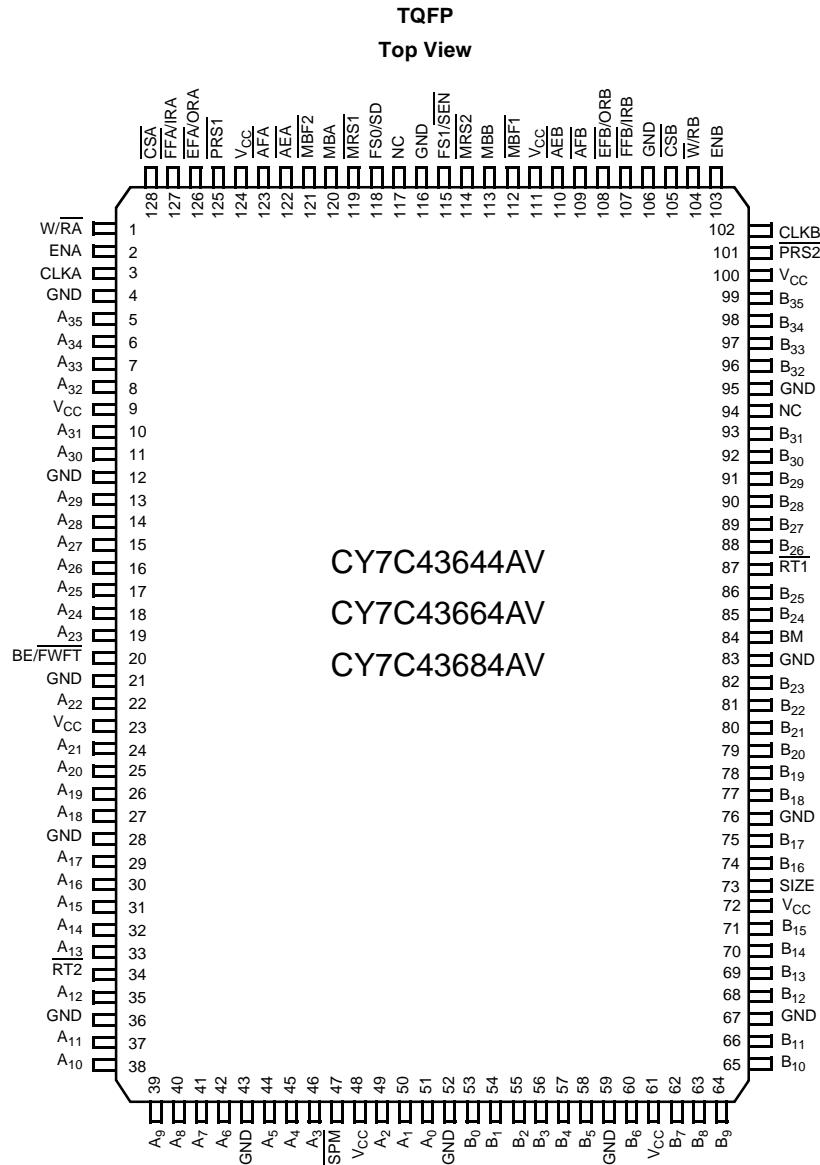 TQFP
Top View
CSA
FFA/IRA
EFA/ORA
PRS1
VCC
AFA
AEA
MBF2
MBA
MRS1
FS0/SD
NC
GND
FS1/SEN
MRS2
MBB
MBF1
VCC
AEB
AFB
EFB/ORB
FFB/IRB
GND
CSB
W/RB
ENB
128
127
126
125
124
123
122
121
120
119
118
117
116
115
114
113
112
111
110
109
108
107
106
105
104
103
W/RA 1
ENA 2
CLKA 3
GND 4
A35 5
A34 6
A33 7
A32 8
VCC 9
A31 10
A30 11
GND 12
A29 13
A28 14
A27 15
A26 16
A25 17
A24 18
A23 19
BE/FWFT 20
GND 21
A22 22
VCC 23
A21 24
A20 25
A19 26
A18 27
GND 28
A17 29
A16 30
A15 31
A14 32
A13 33
RT2 34
A12 35
GND 36
A11 37
A10 38
CY7C43644AV
CY7C43664AV
CY7C43684AV
102 CLKB
101 PRS2
100 VCC
99 B35
98 B34
97 B33
96 B32
95 GND
94 NC
93 B31
92 B30
91 B29
90 B28
89 B27
88 B26
87 RT1
86 B25
85 B24
84 BM
83 GND
82 B23
81 B22
80 B21
79 B20
78 B19
77 B18
76 GND
75 B17
74 B16
73 SIZE
72 VCC
71 B15
70 B14
69 B13
68 B12
67 GND
66 B11
65 B10
39
40
41
42
43
44
45
46
47
48
49
50
51
52
53
54
55
56
57
58
59
60
61
62
63
64
A9
A8
A7
A6
GND
A5
A4
A3
SPM
VCC
A2
A1
A0
GND
B0
B1
B2
B3
B4
B5
GND
B6
VCC
B7
B8
B9